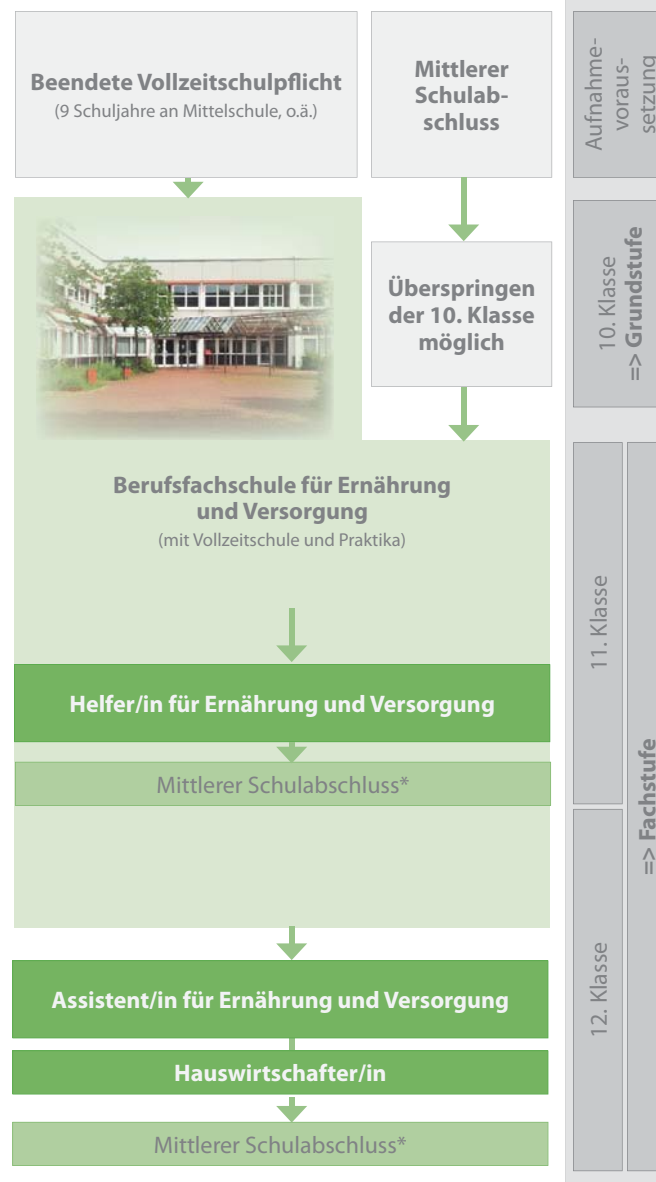 Beendete Vollzeitschulpflicht
(9 Schuljahre an Mittelschule, o.ä.)
Mittlerer
Schulab-
schluss
Aufnahme-
voraus-
setzung
Überspringen
der 10. Klasse
möglich
10. Klasse
=> Grundstufe
Berufsfachschule für Ernährung
und Versorgung
(mit Vollzeitschule und Praktika)
11. Klasse
Helfer/in für Ernährung und Versorgung
Mittlerer Schulabschluss*
=> Fachstufe
12. Klasse
Assistent/in für Ernährung und Versorgung
Hauswirtschafter/in
Mittlerer Schulabschluss*